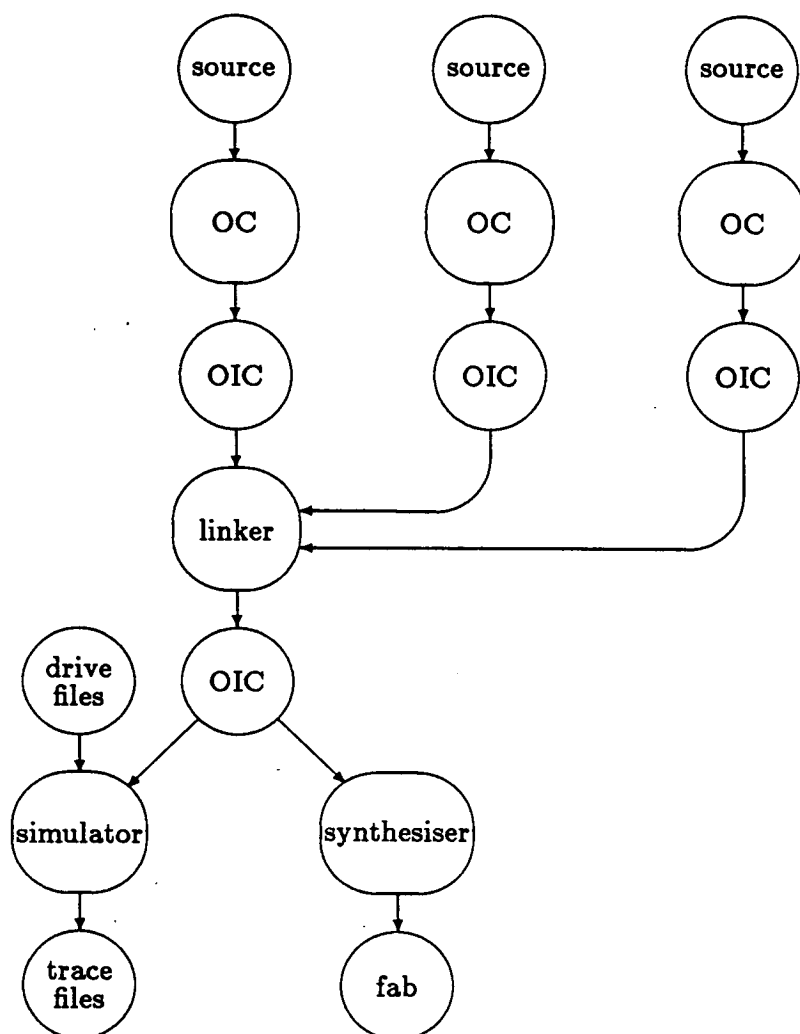 source
source
source
OC
OC
OC
OIC
OIC
OIC
linker
drive
files
OIC
simulator
synthesiser
trace
files
fab